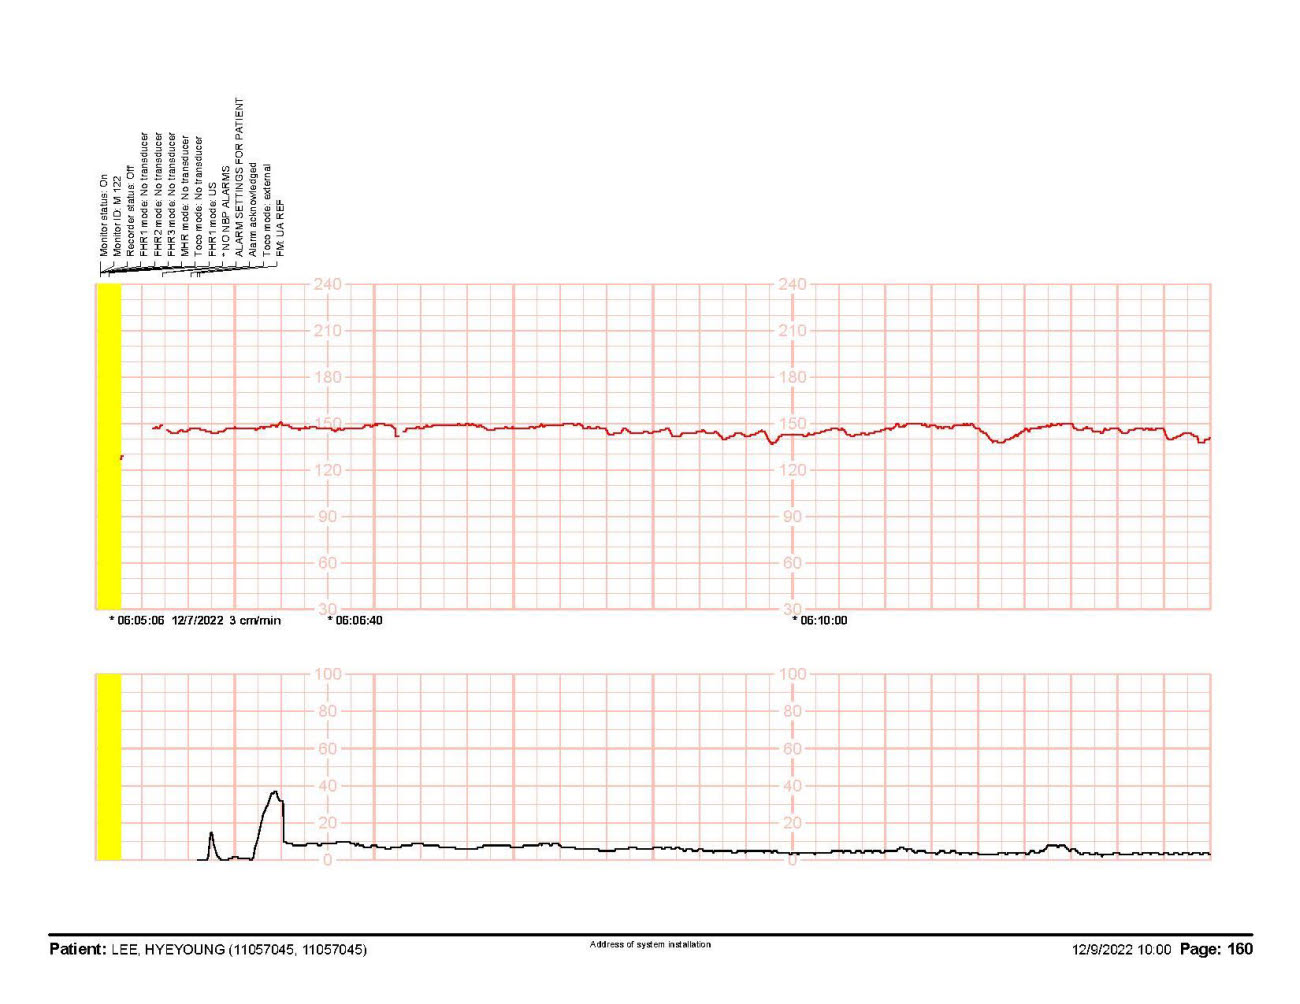 Monitor status: On
Monitor ID: M 122
Recorder status: Off
FHR1 mode: No transducer
FHR2 mode: No transducer
FHR3 mode: No transducer
MHR mode: No transducer
Toco mode: No transducer
FHR1 mode: US
* NO NBP ALARMS
ALARM SETTINGS FOR PATIENT
Alarm acknowledged
Toco mode: external
FM: UA REF
240 240
210 210
180 180
150 150
120 120
90 90
60 60
30 30
* 06:05:06 12/7/2022 3 cm/min * 06:06:40 * 06:10:00
100 100
80 80
60 60
40 40
20 20
0 0
Patient: LEE, HYEYOUNG (11057045, 11057045) Address of system installation 12/9/2022 10:00 Page: 160